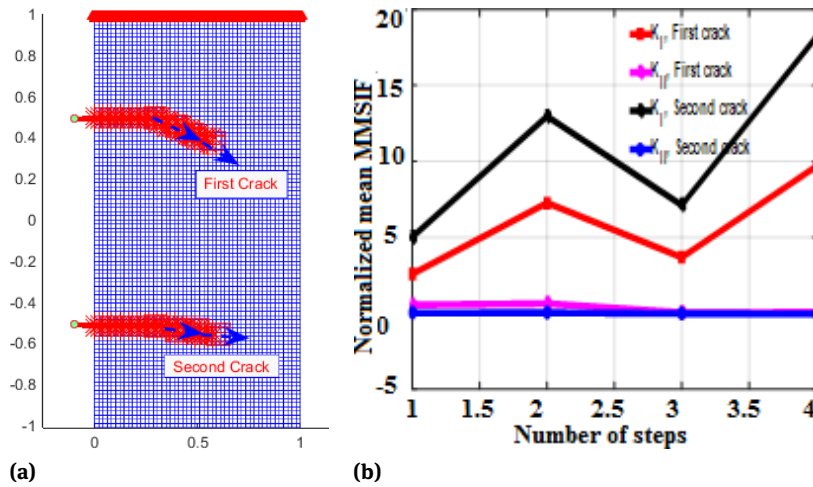 1
0.8
0.6
0.4
0.2
0
-0.2
-0.4
-0.6
-0.8
-1
0
0.5
1
First Crack
Second Crack
(a)
20
15
10
5
0
-5
1
1.5
2
2.5
3
3.5
4
Normalized mean MMSIF
Number of steps
K_I, First crack
K_II, First crack
K_I, Second crack
K_II, Second crack
(b)